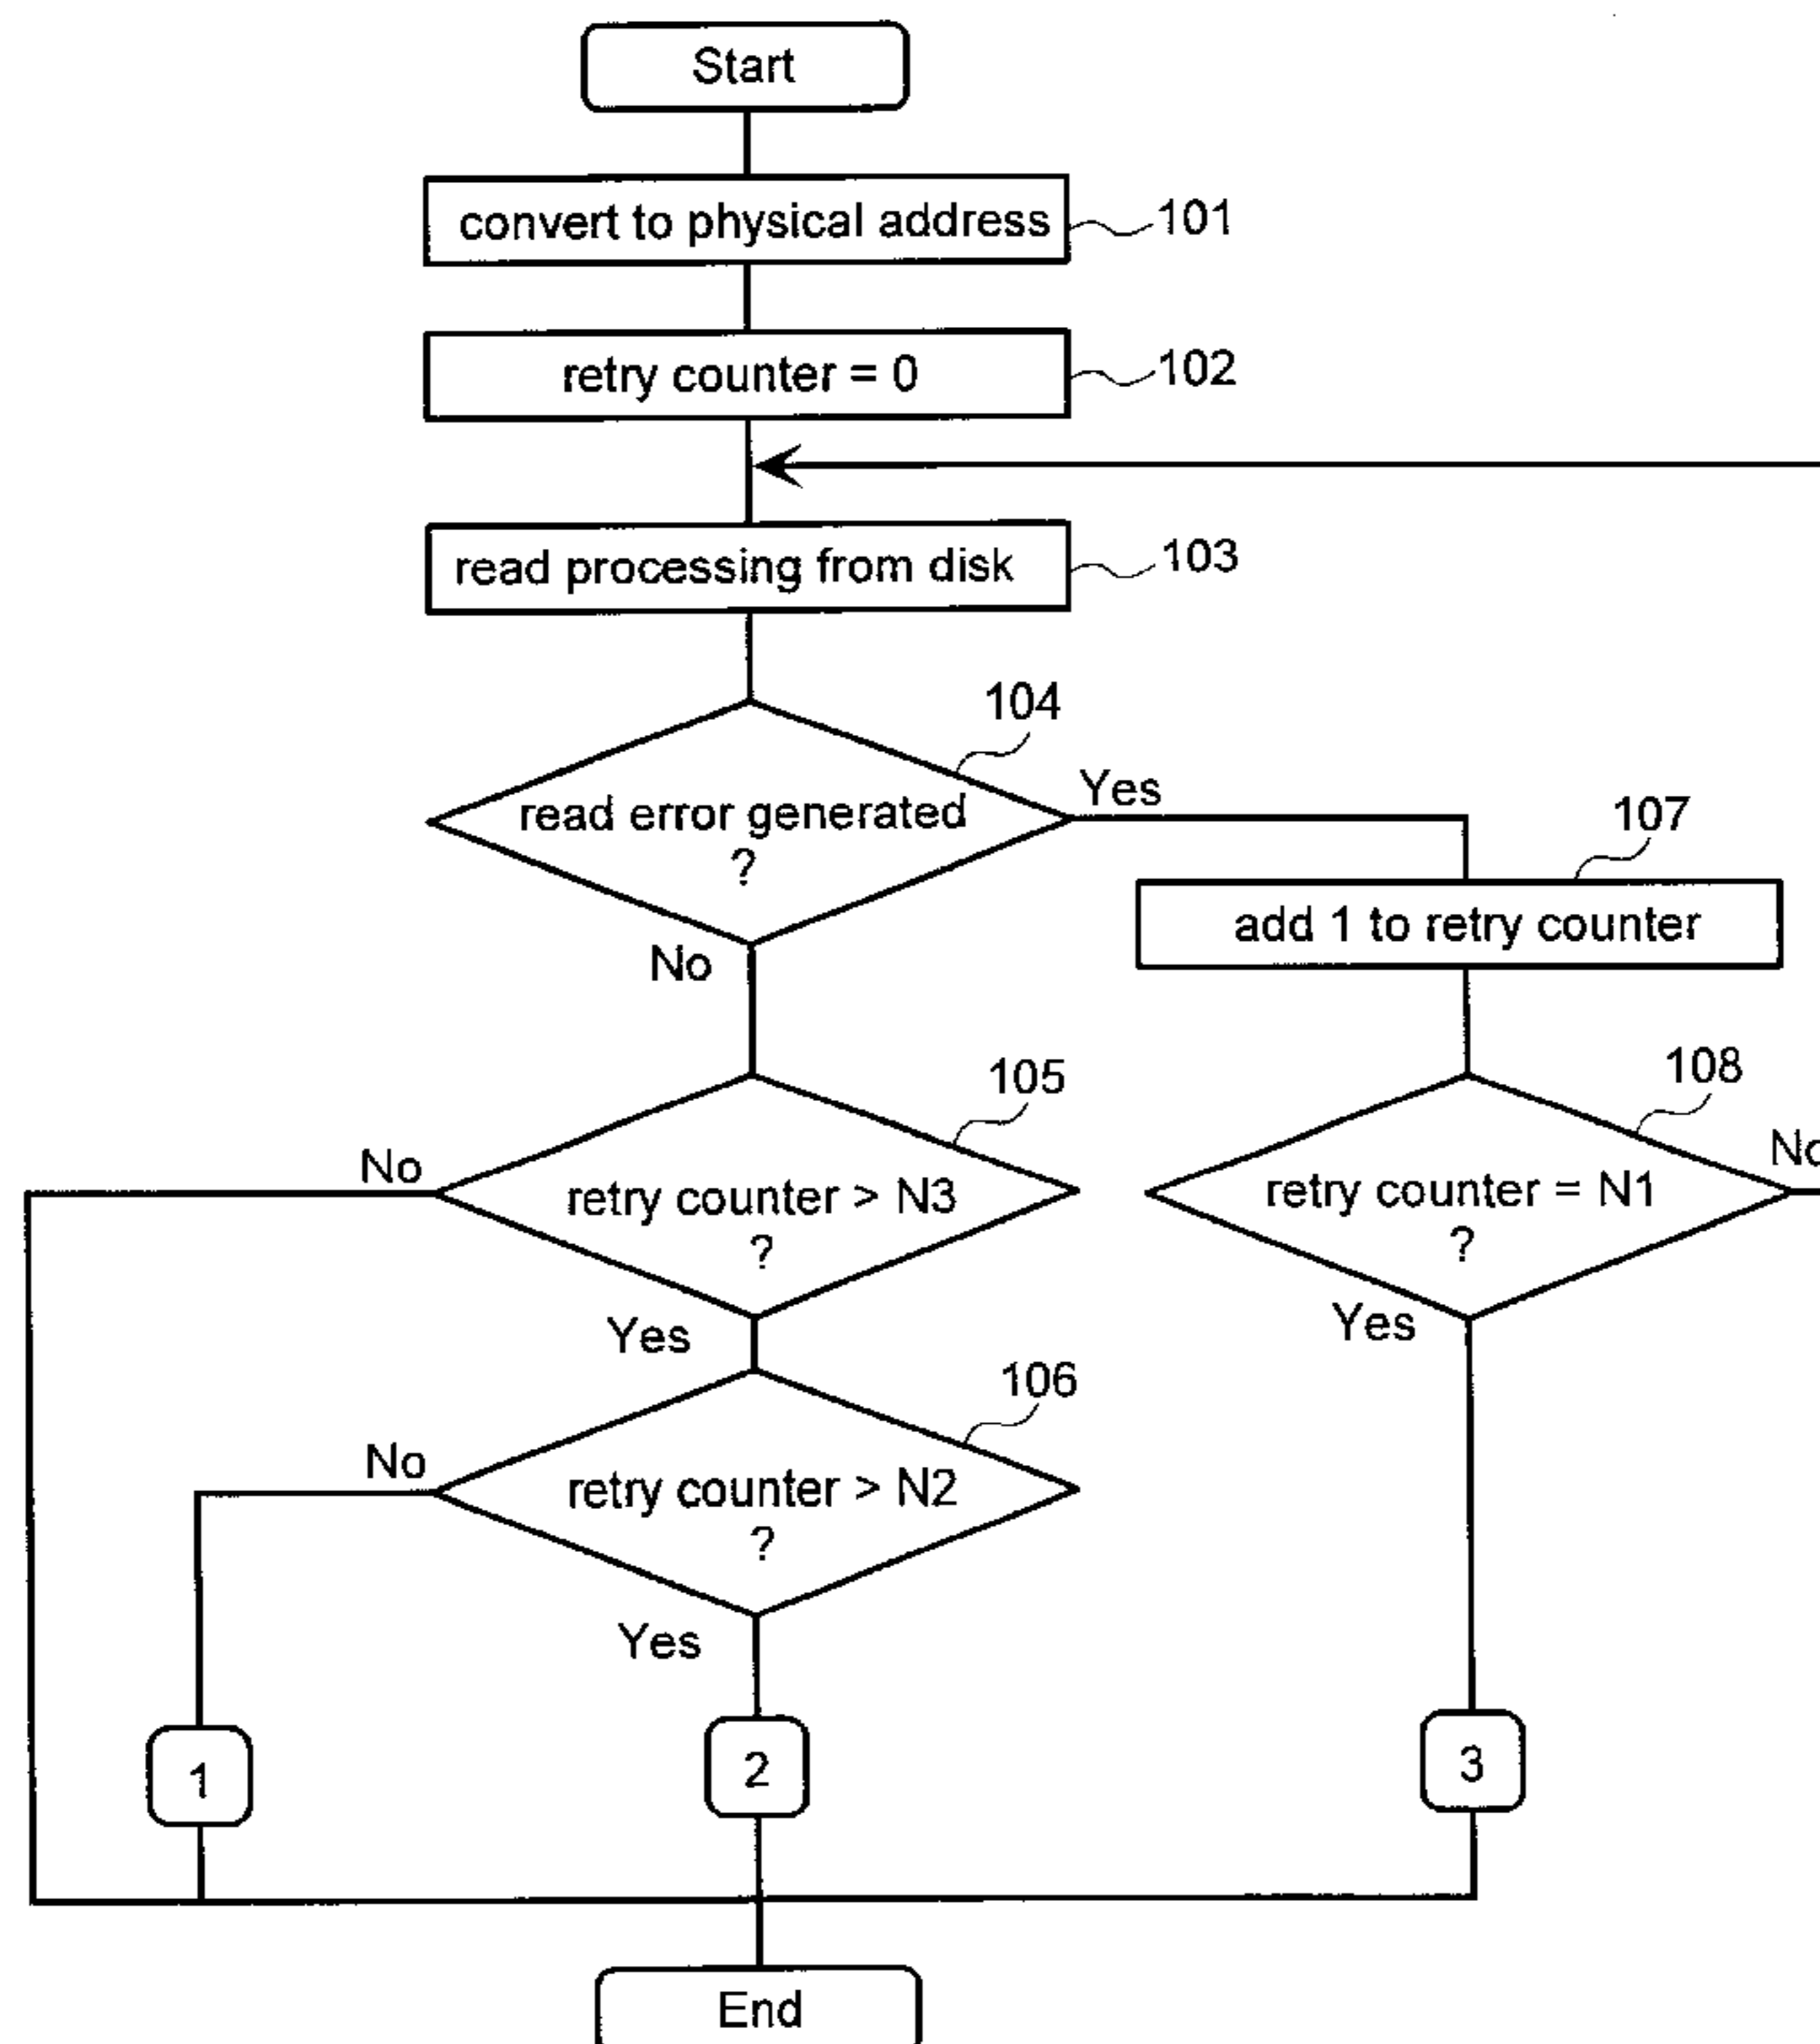 Start
convert to physical address
101
retry counter = 0
102
read processing from disk
103
104
read error generated
?
Yes
No
107
add 1 to retry counter
105
retry counter > N3
?
No
Yes
108
retry counter = N1
?
No
Yes
106
retry counter > N2
?
No
Yes
1
2
3
End